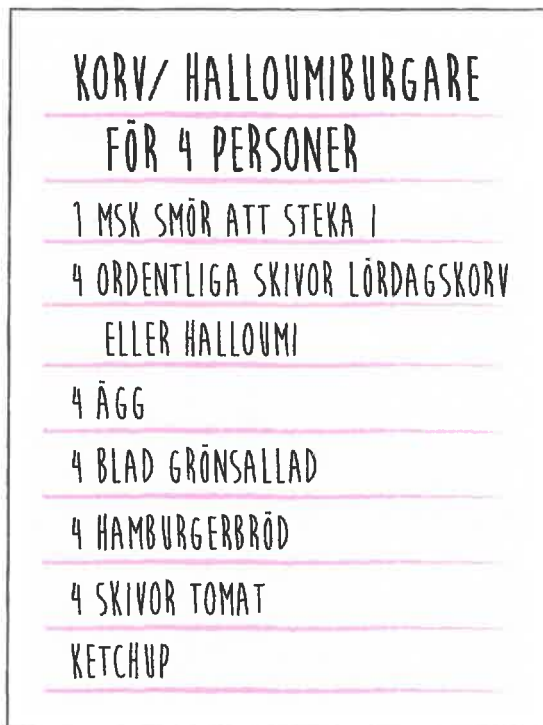 KORV/ HALLOUMIBURGARE
FÖR 4 PERSONER
1 MSK SMÖR ATT STEKA I
4 ORDENTLIGA SKIVOR LÖRDAGSKORV
ELLER HALLOUMI
4 ÄGG
4 BLAD GRÖNSALLAD
4 HAMBURGERBRÖD
4 SKIVOR TOMAT
KETCHUP